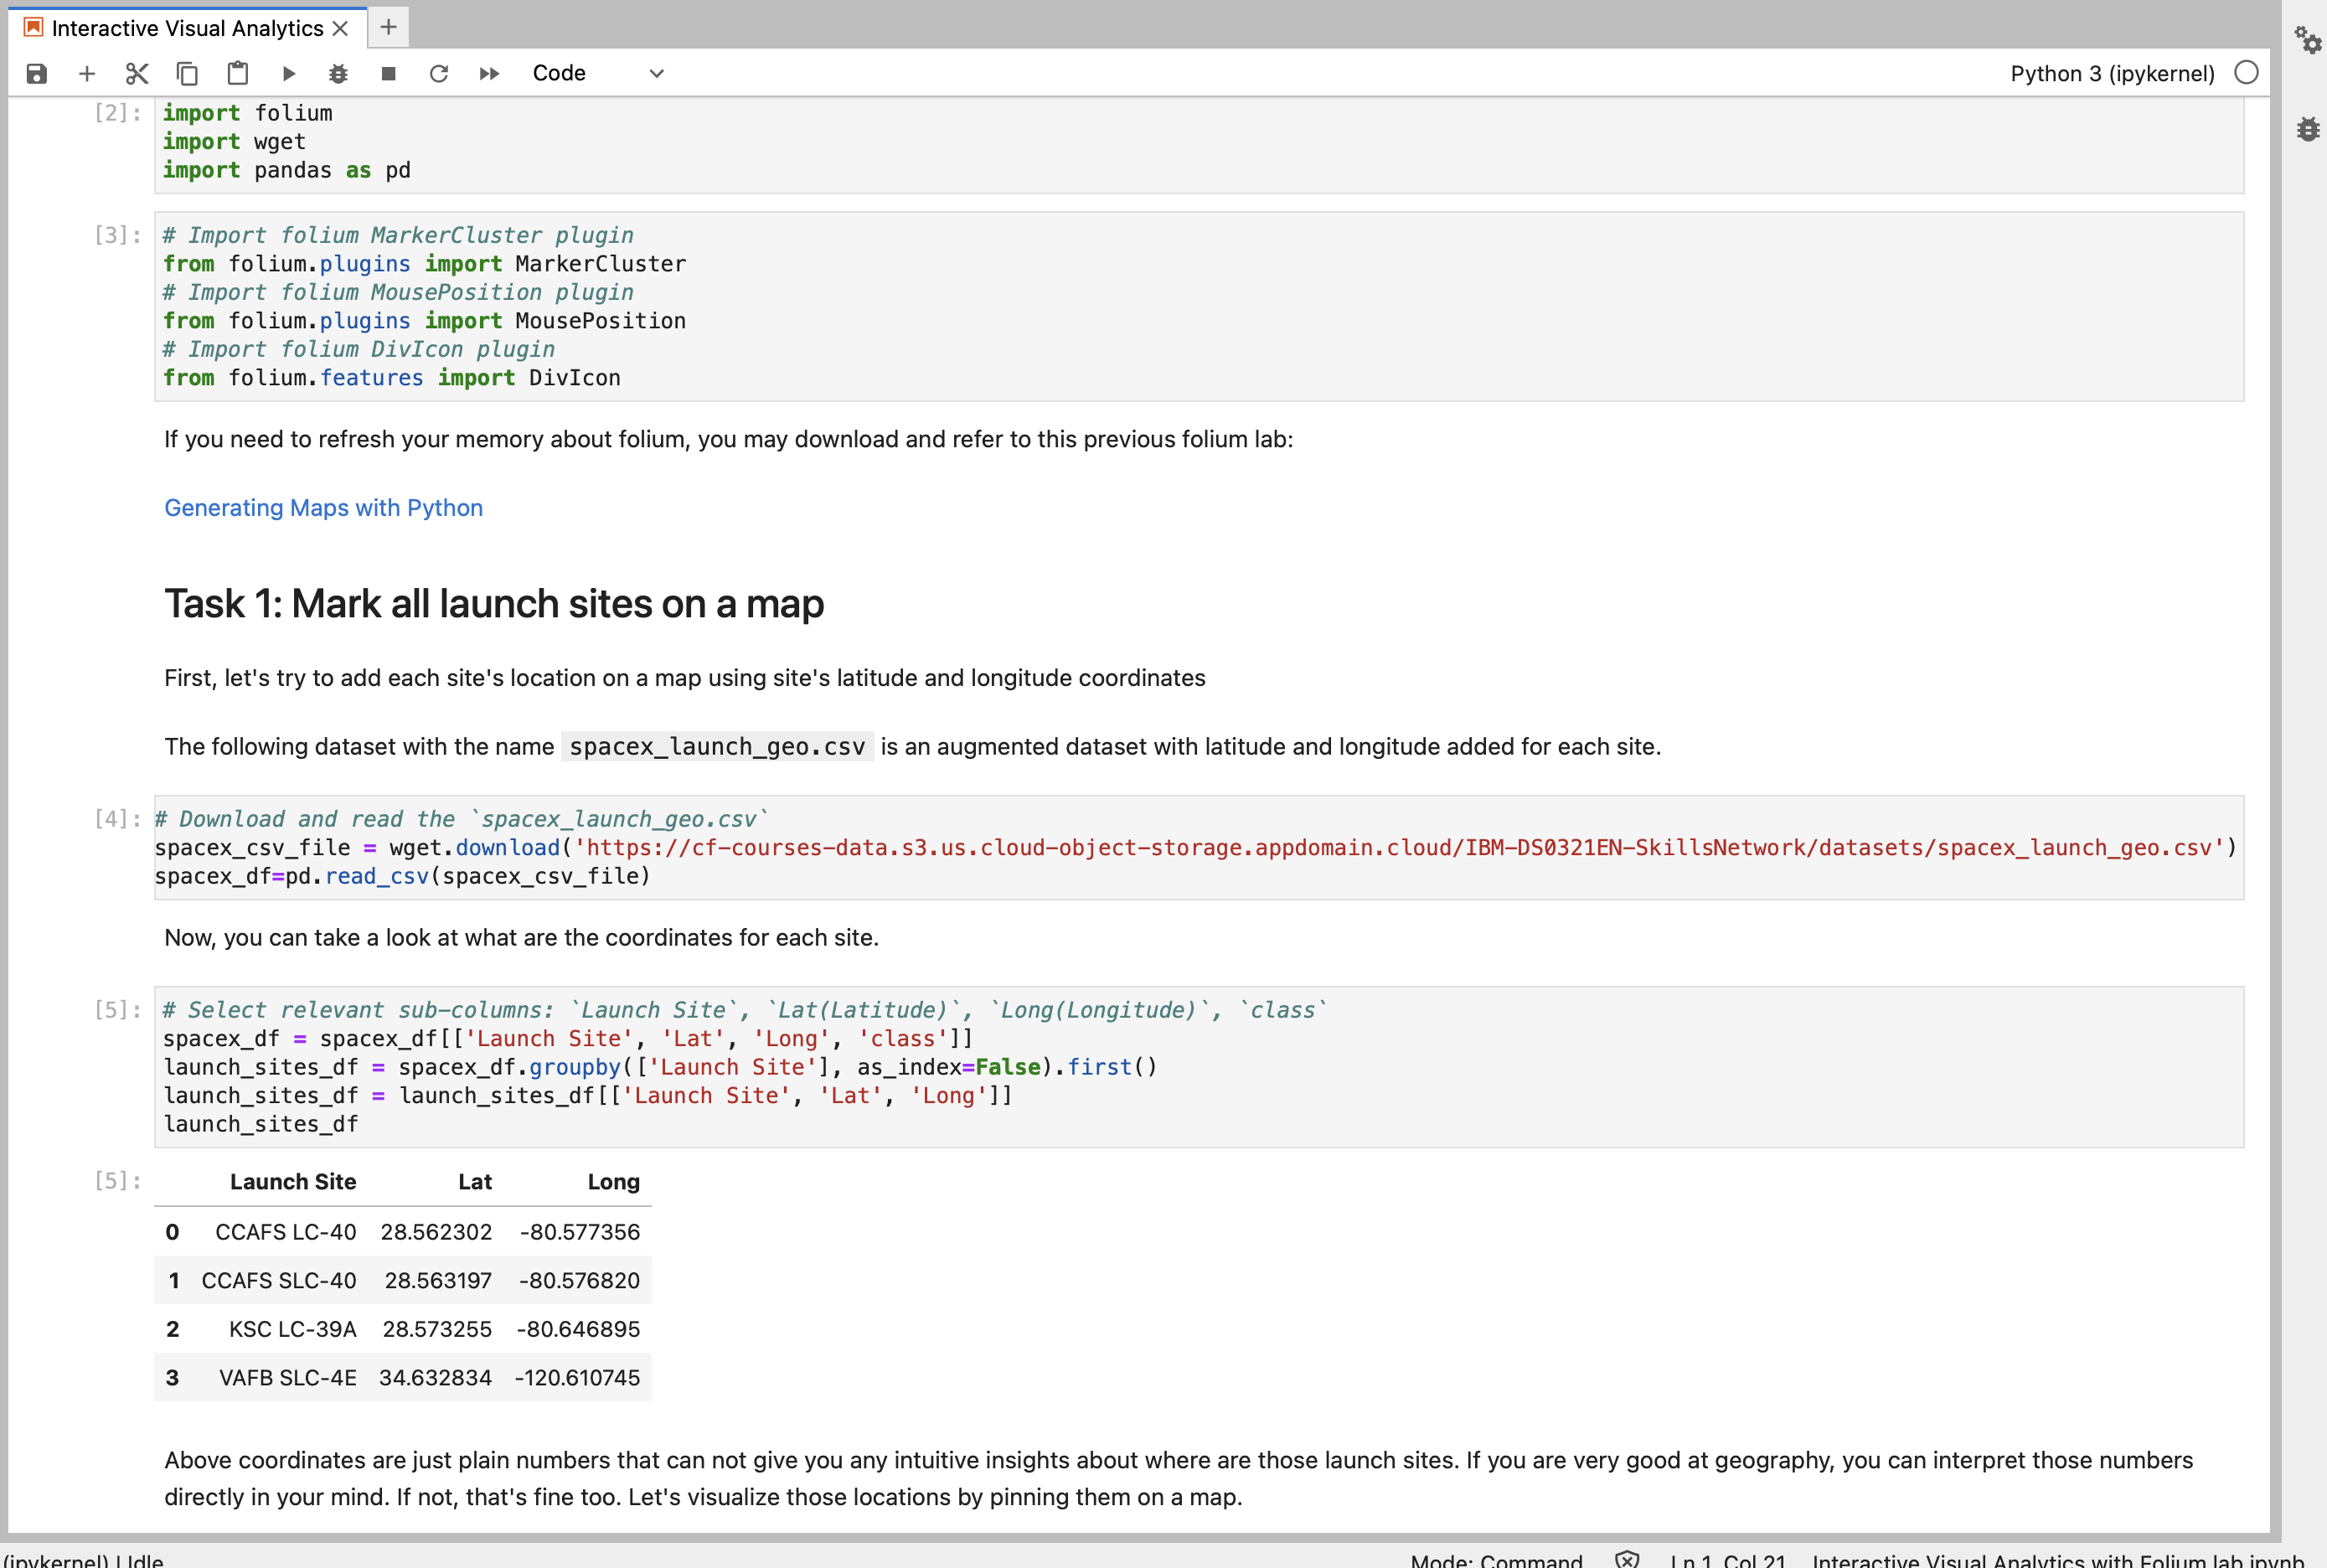 Interactive Visual Analytics
Code
Python 3 (ipykernel)
[2]:
import folium
import wget
import pandas as pd
[3]:
# Import folium MarkerCluster plugin
from folium.plugins import MarkerCluster
# Import folium MousePosition plugin
from folium.plugins import MousePosition
# Import folium DivIcon plugin
from folium.features import DivIcon
If you need to refresh your memory about folium, you may download and refer to this previous folium lab:
Generating Maps with Python
Task 1: Mark all launch sites on a map
First, let's try to add each site's location on a map using site's latitude and longitude coordinates
The following dataset with the name spacex_launch_geo.csv is an augmented dataset with latitude and longitude added for each site.
[4]:
# Download and read the `spacex_launch_geo.csv`
spacex_csv_file = wget.download('https://cf-courses-data.s3.us.cloud-object-storage.appdomain.cloud/IBM-DS0321EN-SkillsNetwork/datasets/spacex_launch_geo.csv')
spacex_df=pd.read_csv(spacex_csv_file)
Now, you can take a look at what are the coordinates for each site.
[5]:
# Select relevant sub-columns: `Launch Site`, `Lat(Latitude)`, `Long(Longitude)`, `class`
spacex_df = spacex_df[['Launch Site', 'Lat', 'Long', 'class']]
launch_sites_df = spacex_df.groupby(['Launch Site'], as_index=False).first()
launch_sites_df = launch_sites_df[['Launch Site', 'Lat', 'Long']]
launch_sites_df
[5]:
Launch Site Lat Long
0 CCAFS LC-40 28.562302 -80.577356
1 CCAFS SLC-40 28.563197 -80.576820
2 KSC LC-39A 28.573255 -80.646895
3 VAFB SLC-4E 34.632834 -120.610745
Above coordinates are just plain numbers that can not give you any intuitive insights about where are those launch sites. If you are very good at geography, you can interpret those numbers
directly in your mind. If not, that's fine too. Let's visualize those locations by pinning them on a map.
(ipykernel) | Idle
Mode: Command Ln 1, Col 21 Interactive Visual Analytics with Folium lab.ipynb